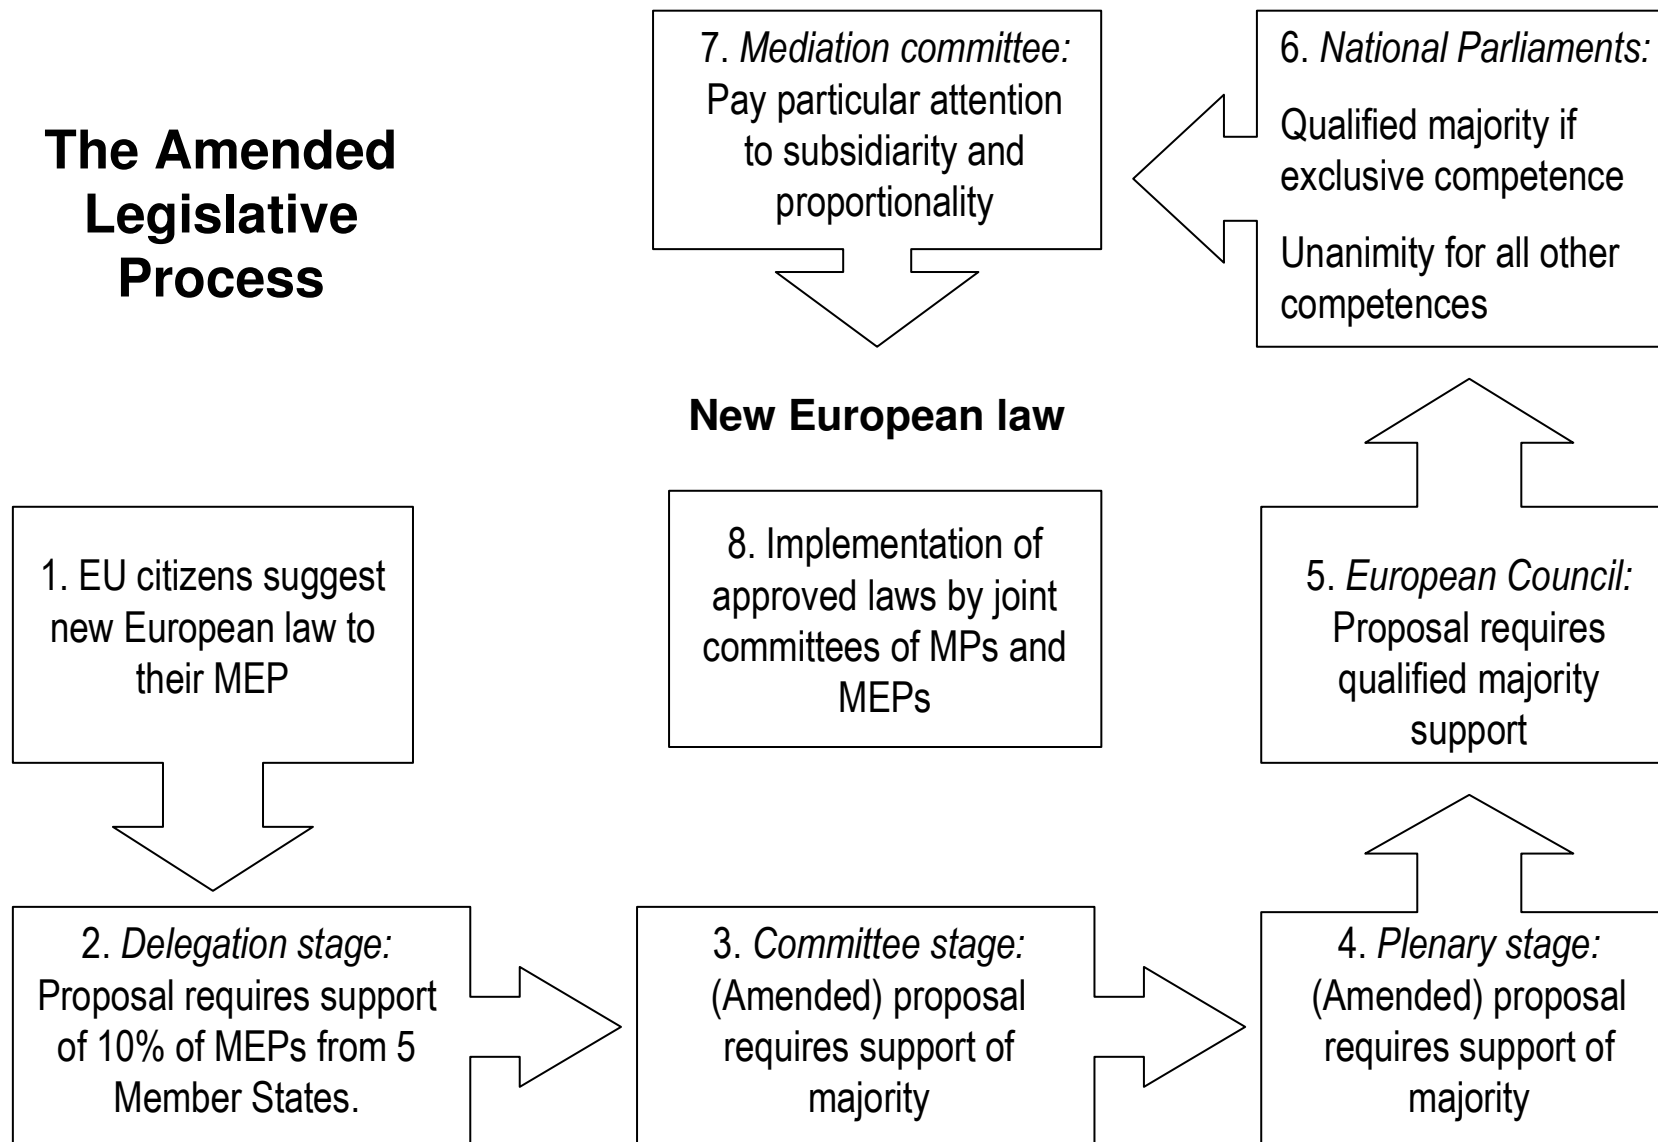 The Amended
Legislative
Process
1. EU citizens suggest
new European law to
their MEP
2. Delegation stage:
Proposal requires support
of 10% of MEPs from 5
Member States.
3. Committee stage:
(Amended) proposal
requires support of
majority
4. Plenary stage:
(Amended) proposal
requires support of
majority
5. European Council:
Proposal requires
qualified majority
support
6. National Parliaments:
Qualified majority if
exclusive competence
Unanimity for all other
competences
7. Mediation committee:
Pay particular attention
to subsidiarity and
proportionality
New European law
8. Implementation of
approved laws by joint
committees of MPs and
MEPs